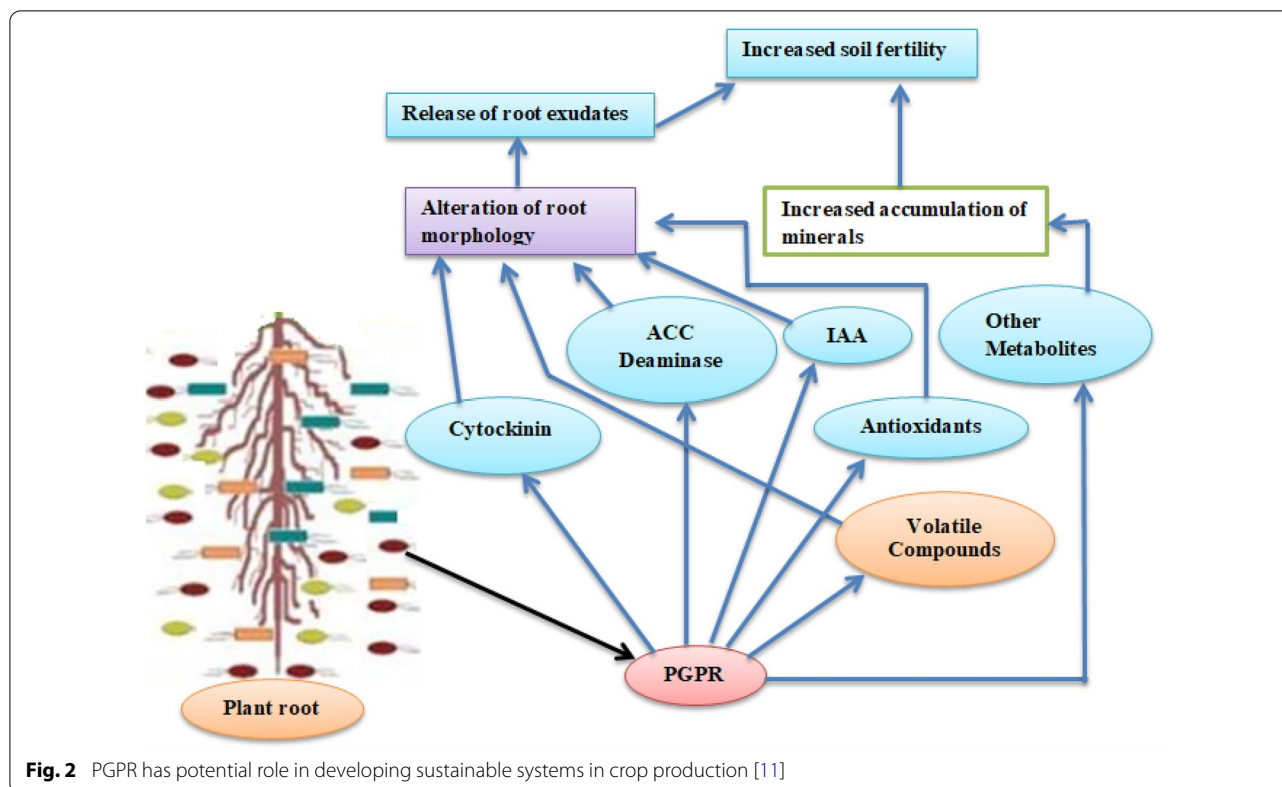 Increased soil fertility
Release of root exudates
Alteration of root
morphology
Increased accumulation of
minerals
ACC
Deaminase
IAA
Other
Metabolites
Cytockinin
Antioxidants
Volatile
Compounds
PGPR
Plant root
Fig. 2 PGPR has potential role in developing sustainable systems in crop production [11]